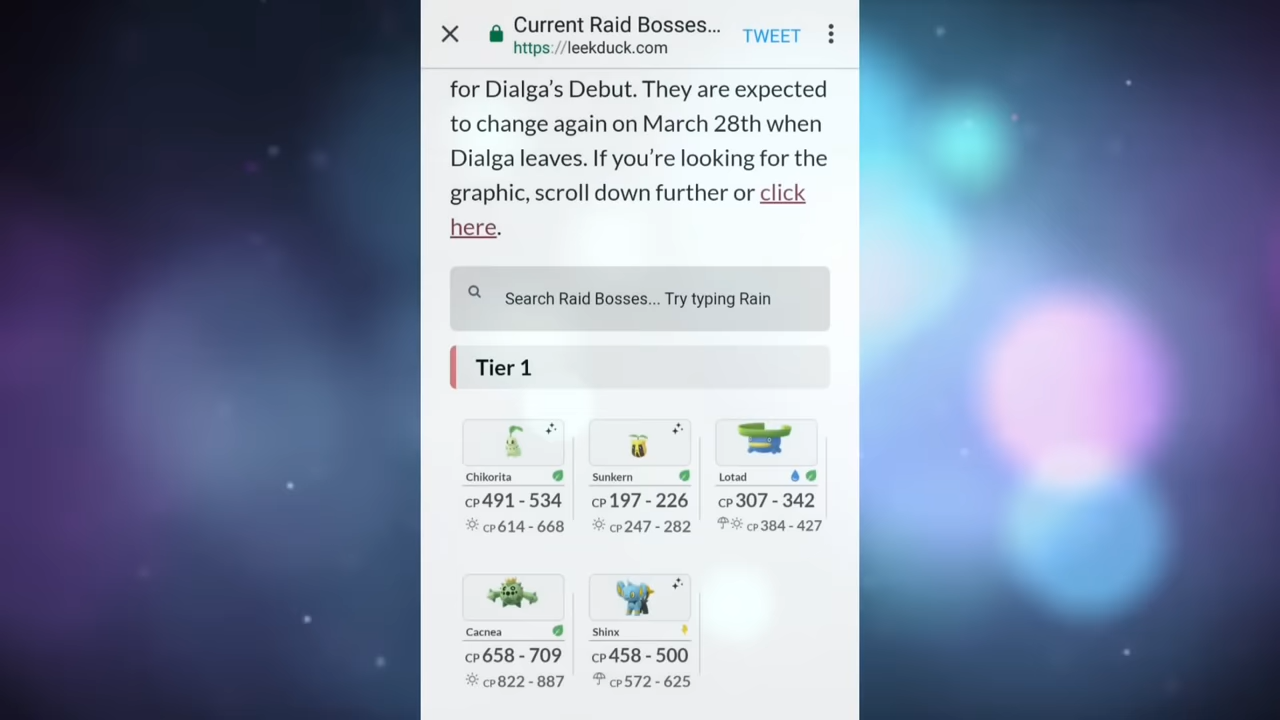 Current Raid Bosses...
https://leekduck.com
TWEET
for Dialga’s Debut. They are expected
to change again on March 28th when
Dialga leaves. If you’re looking for the
graphic, scroll down further or click
here.
Search Raid Bosses... Try typing Rain
Tier 1
Chikorita
CP 491 - 534
CP 614 - 668
Sunkern
CP 197 - 226
CP 247 - 282
Lotad
CP 307 - 342
CP 384 - 427
Cacnea
CP 658 - 709
CP 822 - 887
Shinx
CP 458 - 500
CP 572 - 625